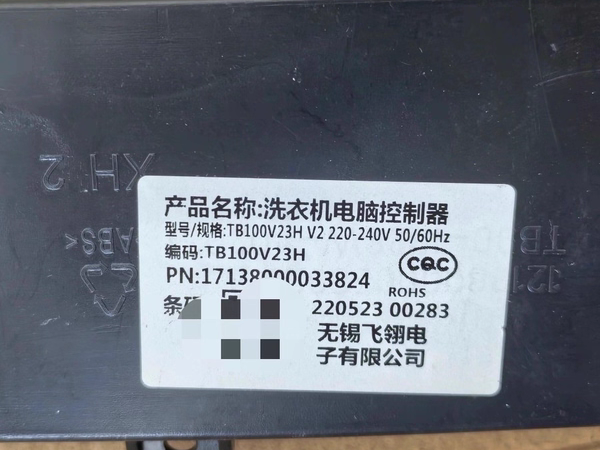 XH 2
ABS<
产品名称:洗衣机电脑控制器
型号/规格:TB100V23H V2 220-240V 50/60Hz
编码:TB100V23H
CQC
PN:17138000033824
ROHS
条码
220523 00283
无锡飞翎电
子有限公司